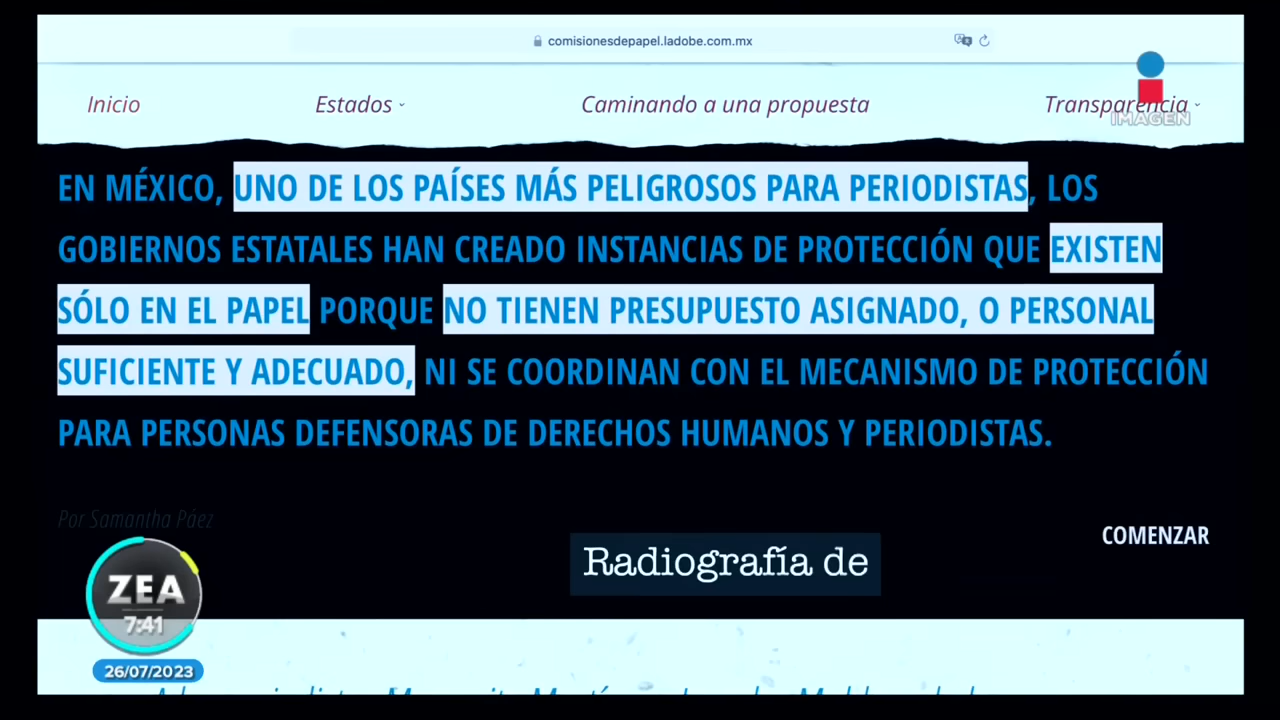 comisionesdepapel.ladobe.com.mx
Inicio Estados Caminando a una propuesta Transparencia
IMAGEN
EN MÉXICO, UNO DE LOS PAÍSES MÁS PELIGROSOS PARA PERIODISTAS, LOS
GOBIERNOS ESTATALES HAN CREADO INSTANCIAS DE PROTECCIÓN QUE EXISTEN
SÓLO EN EL PAPEL PORQUE NO TIENEN PRESUPUESTO ASIGNADO, O PERSONAL
SUFICIENTE Y ADECUADO, NI SE COORDINAN CON EL MECANISMO DE PROTECCIÓN
PARA PERSONAS DEFENSORAS DE DERECHOS HUMANOS Y PERIODISTAS.
Por Samantha Páez
COMENZAR
Radiografía de
ZEA
7:41
26/07/2023